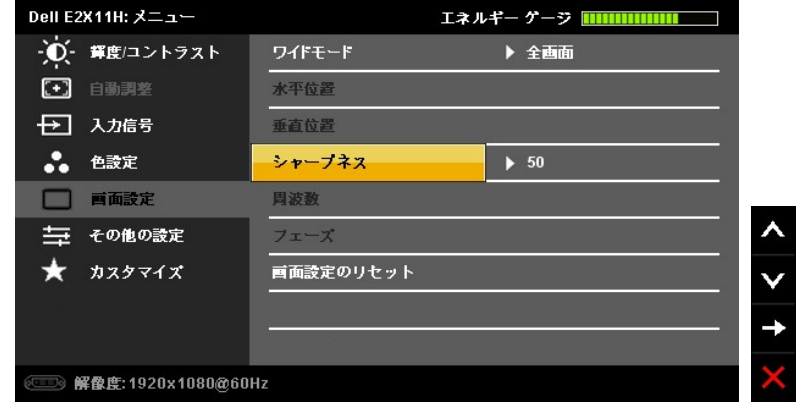 Dell E2X11H: メニュー エネルギー ゲージ
輝度/コントラスト ワイドモード 全画面
自動調整 水平位置
入力信号 垂直位置
色設定 シャープネス 50
画面設定 周波数
その他の設定 フェーズ
カスタマイズ 画面設定のリセット
解像度: 1920x1080@60Hz